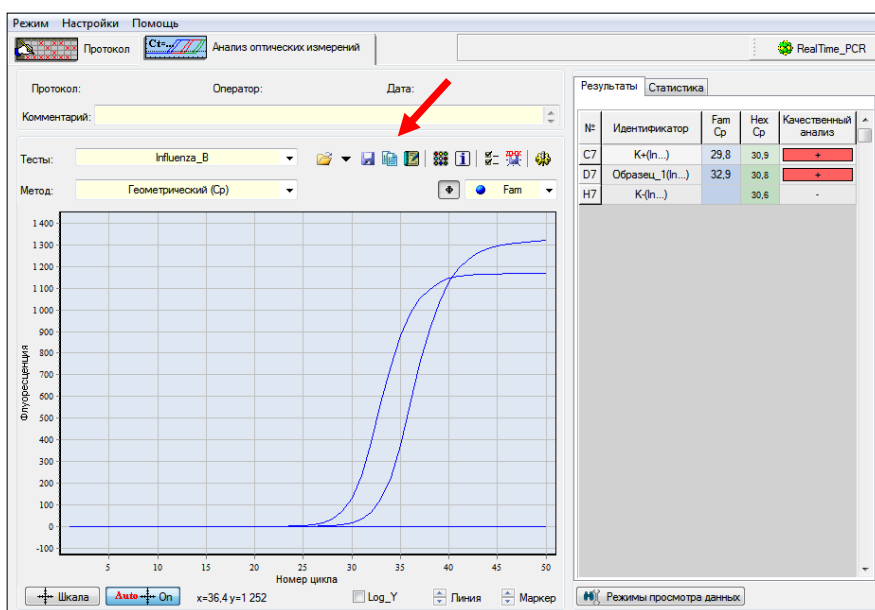 Режим Настройки Помощь
Протокол
Ct=...
Анализ оптических измерений
RealTime_PCR
Протокол: Оператор: Дата:
Комментарий:
Тесты: Influenza_B
Метод: Геометрический (Cp)
Fam
1 400
1 300
1 200
1 100
1 000
900
800
700
600
500
400
300
200
100
0
-100
Флуоресценция
5 10 15 20 25 30 35 40 45 50
Номер цикла
Шкала Auto On x=36,4 y=1 252 Log_Y Линия Маркер
Результаты Статистика
№ Идентификатор Fam Cp Hex Cp Качественный анализ
C7 K+(In...) 29,8 30,9 +
D7 Образец_1(In...) 32,9 30,8 +
H7 K-(In...) 30,6 -
Режимы просмотра данных